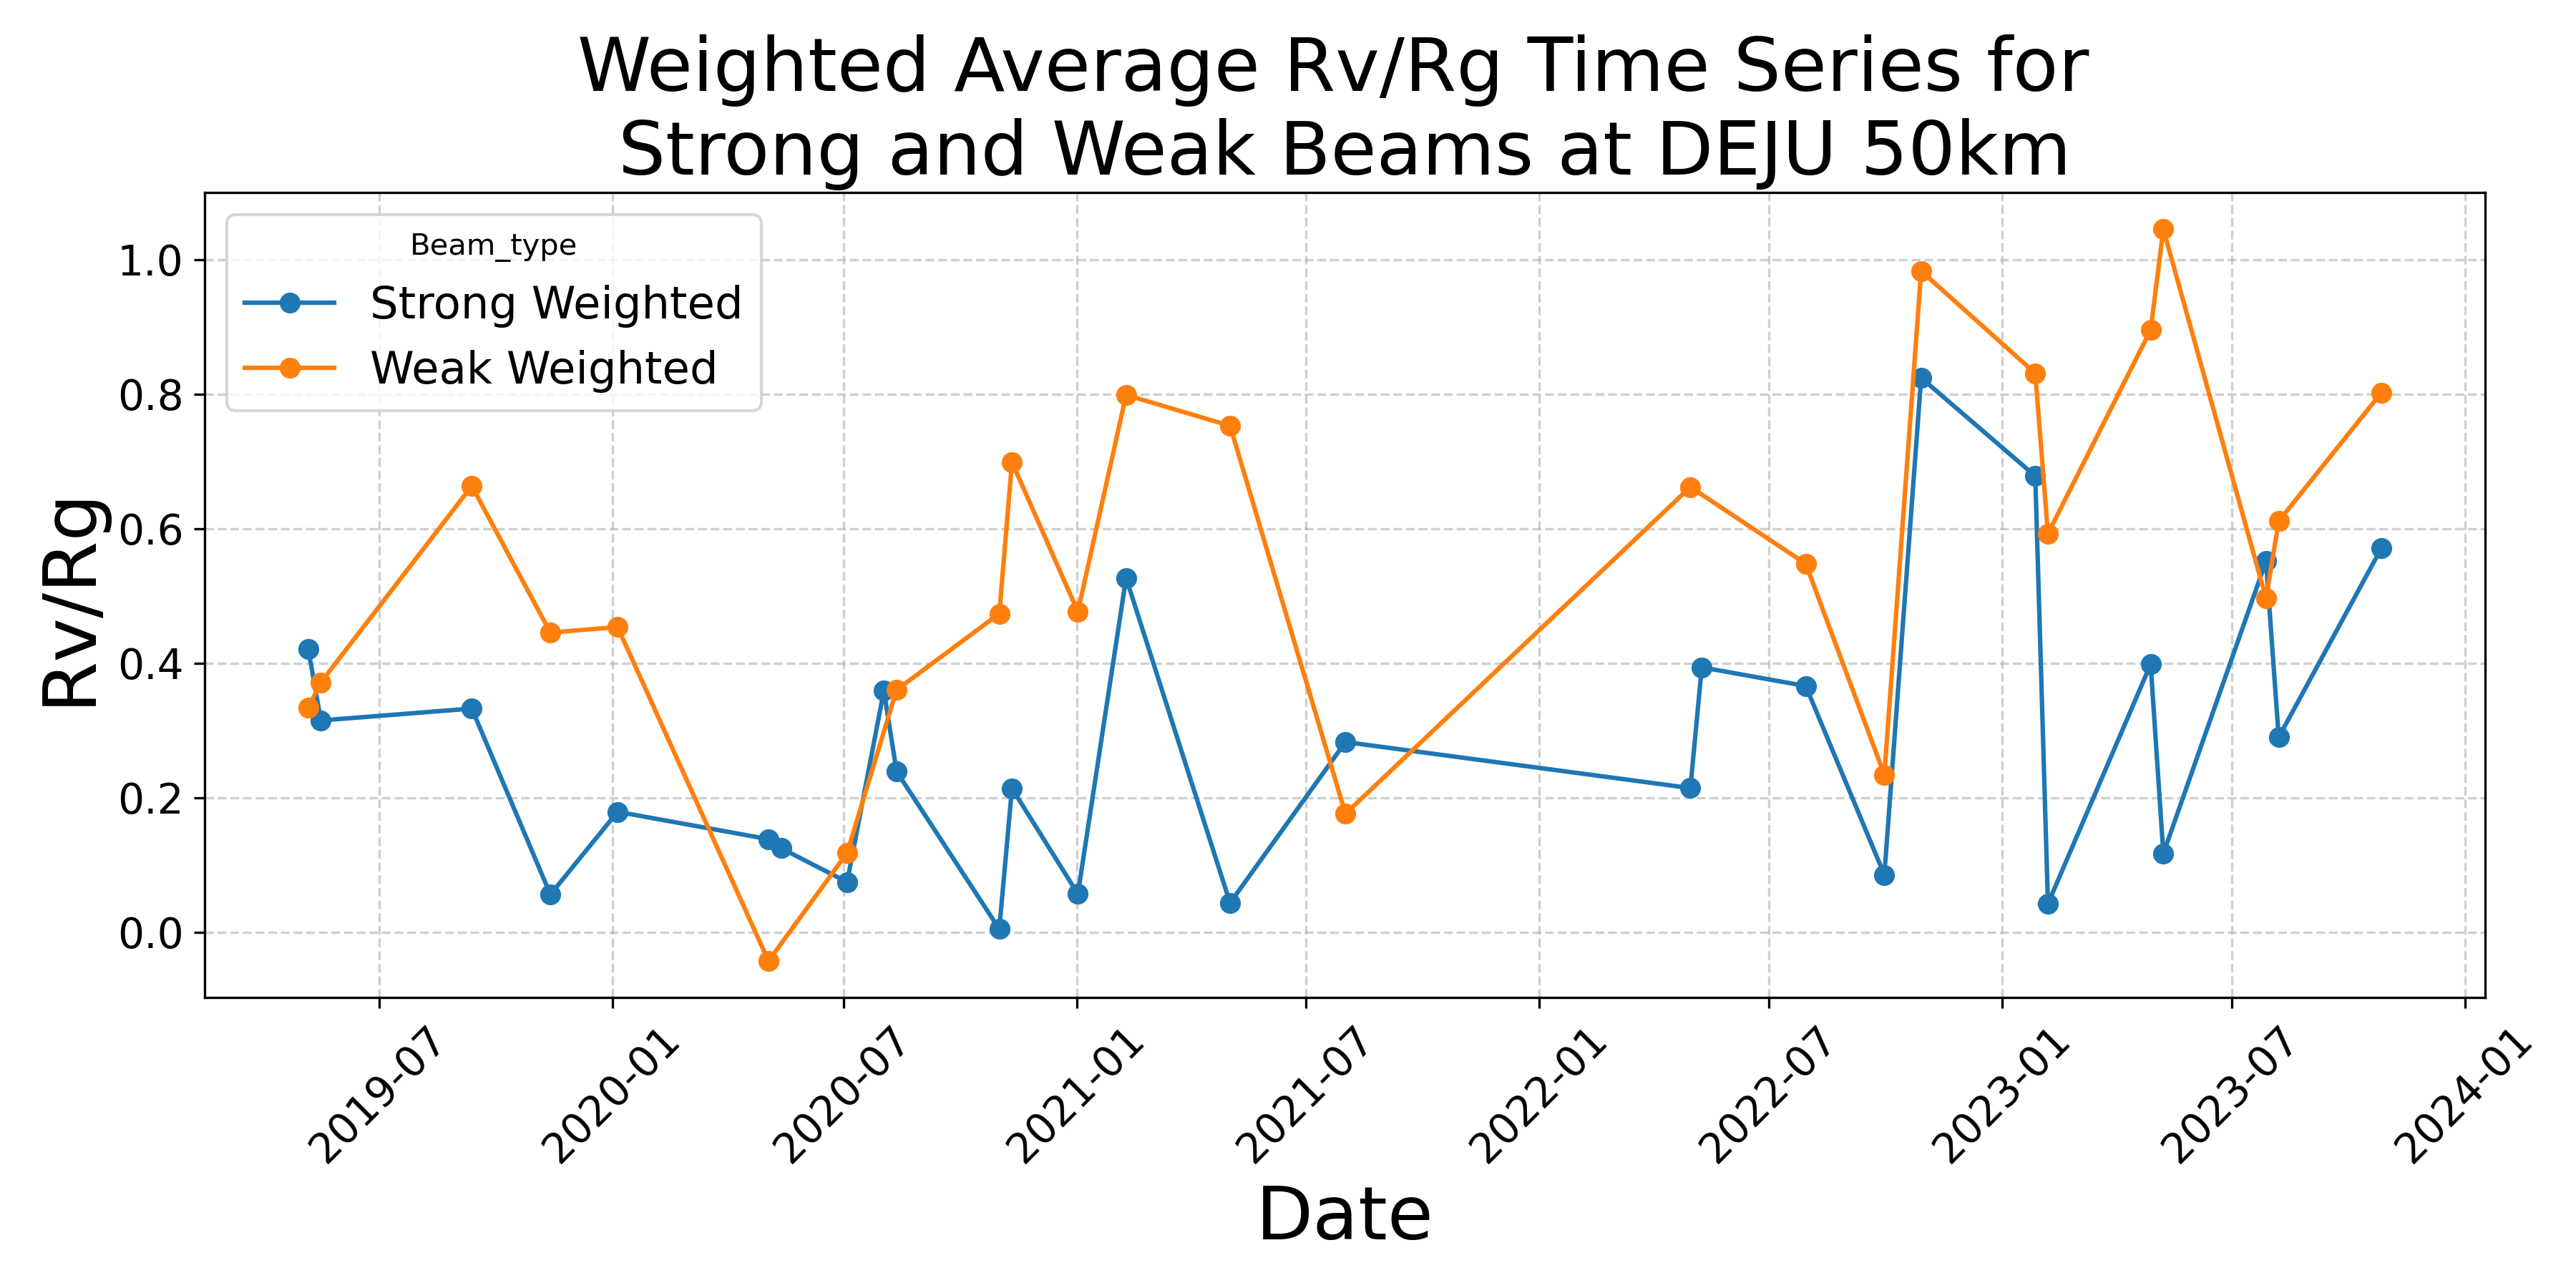 Weighted Average Rv/Rg Time Series for
Strong and Weak Beams at DEJU 50km
Beam_type
Strong Weighted
Weak Weighted
Rv/Rg
1.0
0.8
0.6
0.4
0.2
0.0
2019-07
2020-01
2020-07
2021-01
2021-07
2022-01
2022-07
2023-01
2023-07
2024-01
Date